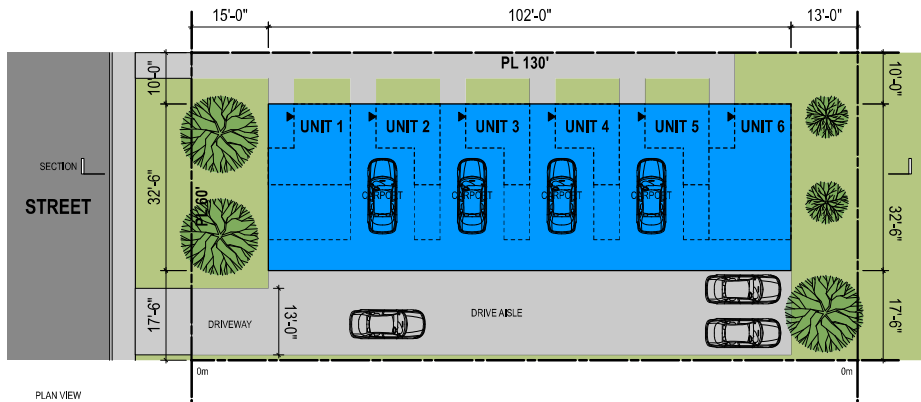 15'-0"
102'-0"
13'-0"
PL 130'
10'-0"
10'-0"
UNIT 1
UNIT 2
UNIT 3
UNIT 4
UNIT 5
UNIT 6
SECTION
STREET
32'-6"
PL 60'
CARPORT
CARPORT
CARPORT
CARPORT
32'-6"
17'-6"
DRIVEWAY
13'-0"
DRIVE AISLE
17'-6"
0m
0m
PLAN VIEW